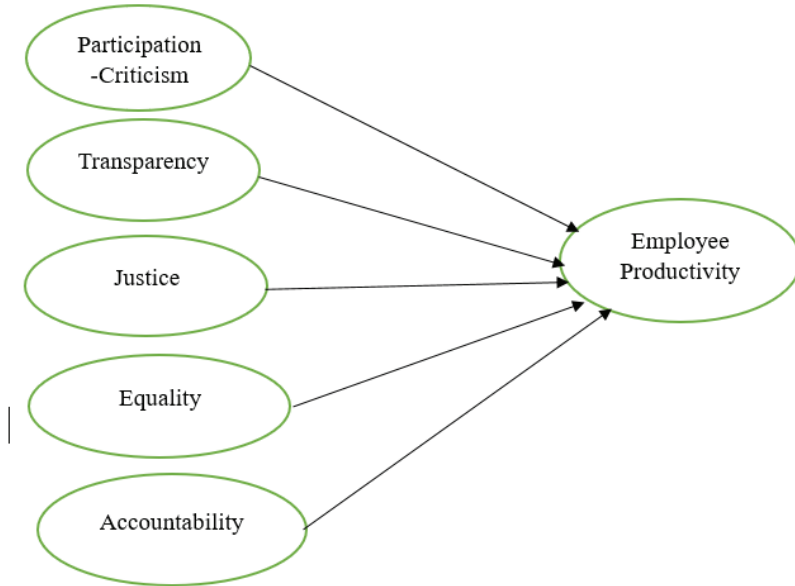 Participation
-Criticism
Transparency
Justice
Equality
Accountability
Employee
Productivity